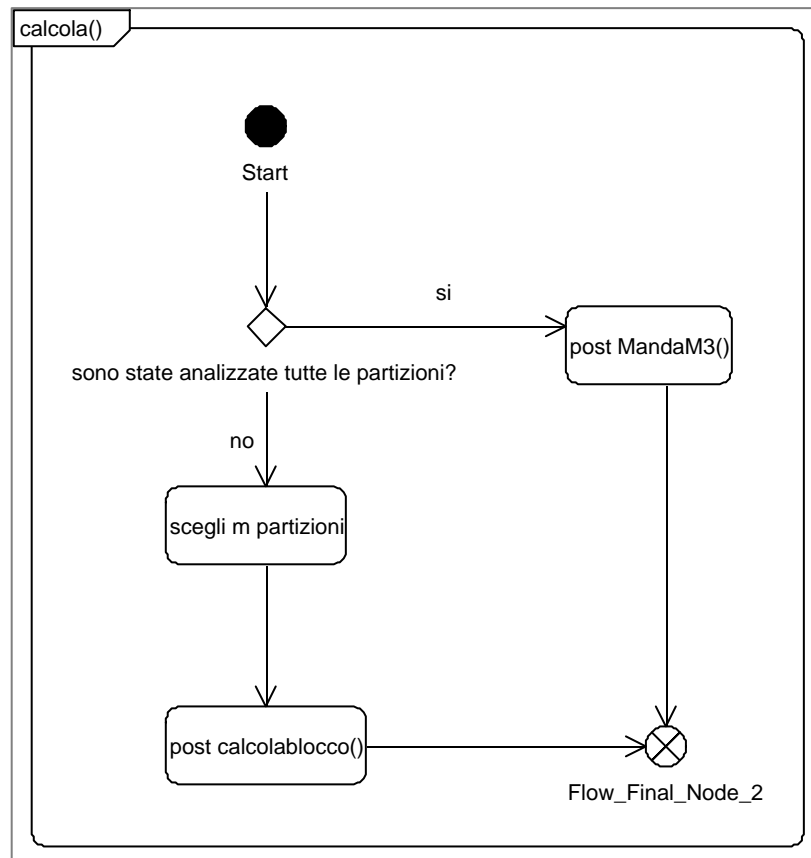 calcola()
Start
si
post MandaM3()
sono state analizzate tutte le partizioni?
no
scegli m partizioni
post calcolablocco()
Flow_Final_Node_2